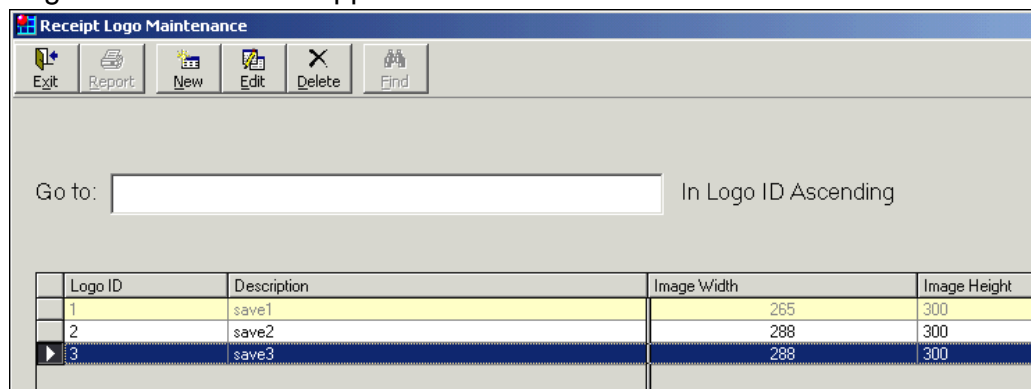 Receipt Logo Maintenance
Exit Report New Edit Delete Find
Go to: In Logo ID Ascending
Logo ID Description Image Width Image Height
1 save1 265 300
2 save2 288 300
3 save3 288 300